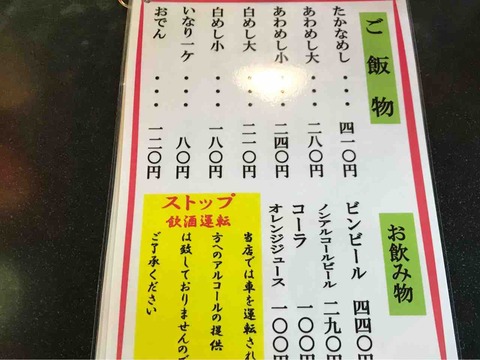 ご飯物
たかなめし・・・四一〇円
あわめし大・・・二八〇円
あわめし小・・・二四〇円
白めし大・・・二一〇円
白めし小・・・一八〇円
いなり一ケ・・・八〇円
おでん・・・一二〇円
お飲み物
ビンビール 四四〇円
ノンアルコールビール 二九〇円
コーラ 一〇〇円
オレンジジュース 一〇〇円
ストップ
飲酒運転
当店では車を運転され
方へのアルコールの提供
は致しておりませんので
ご了承ください